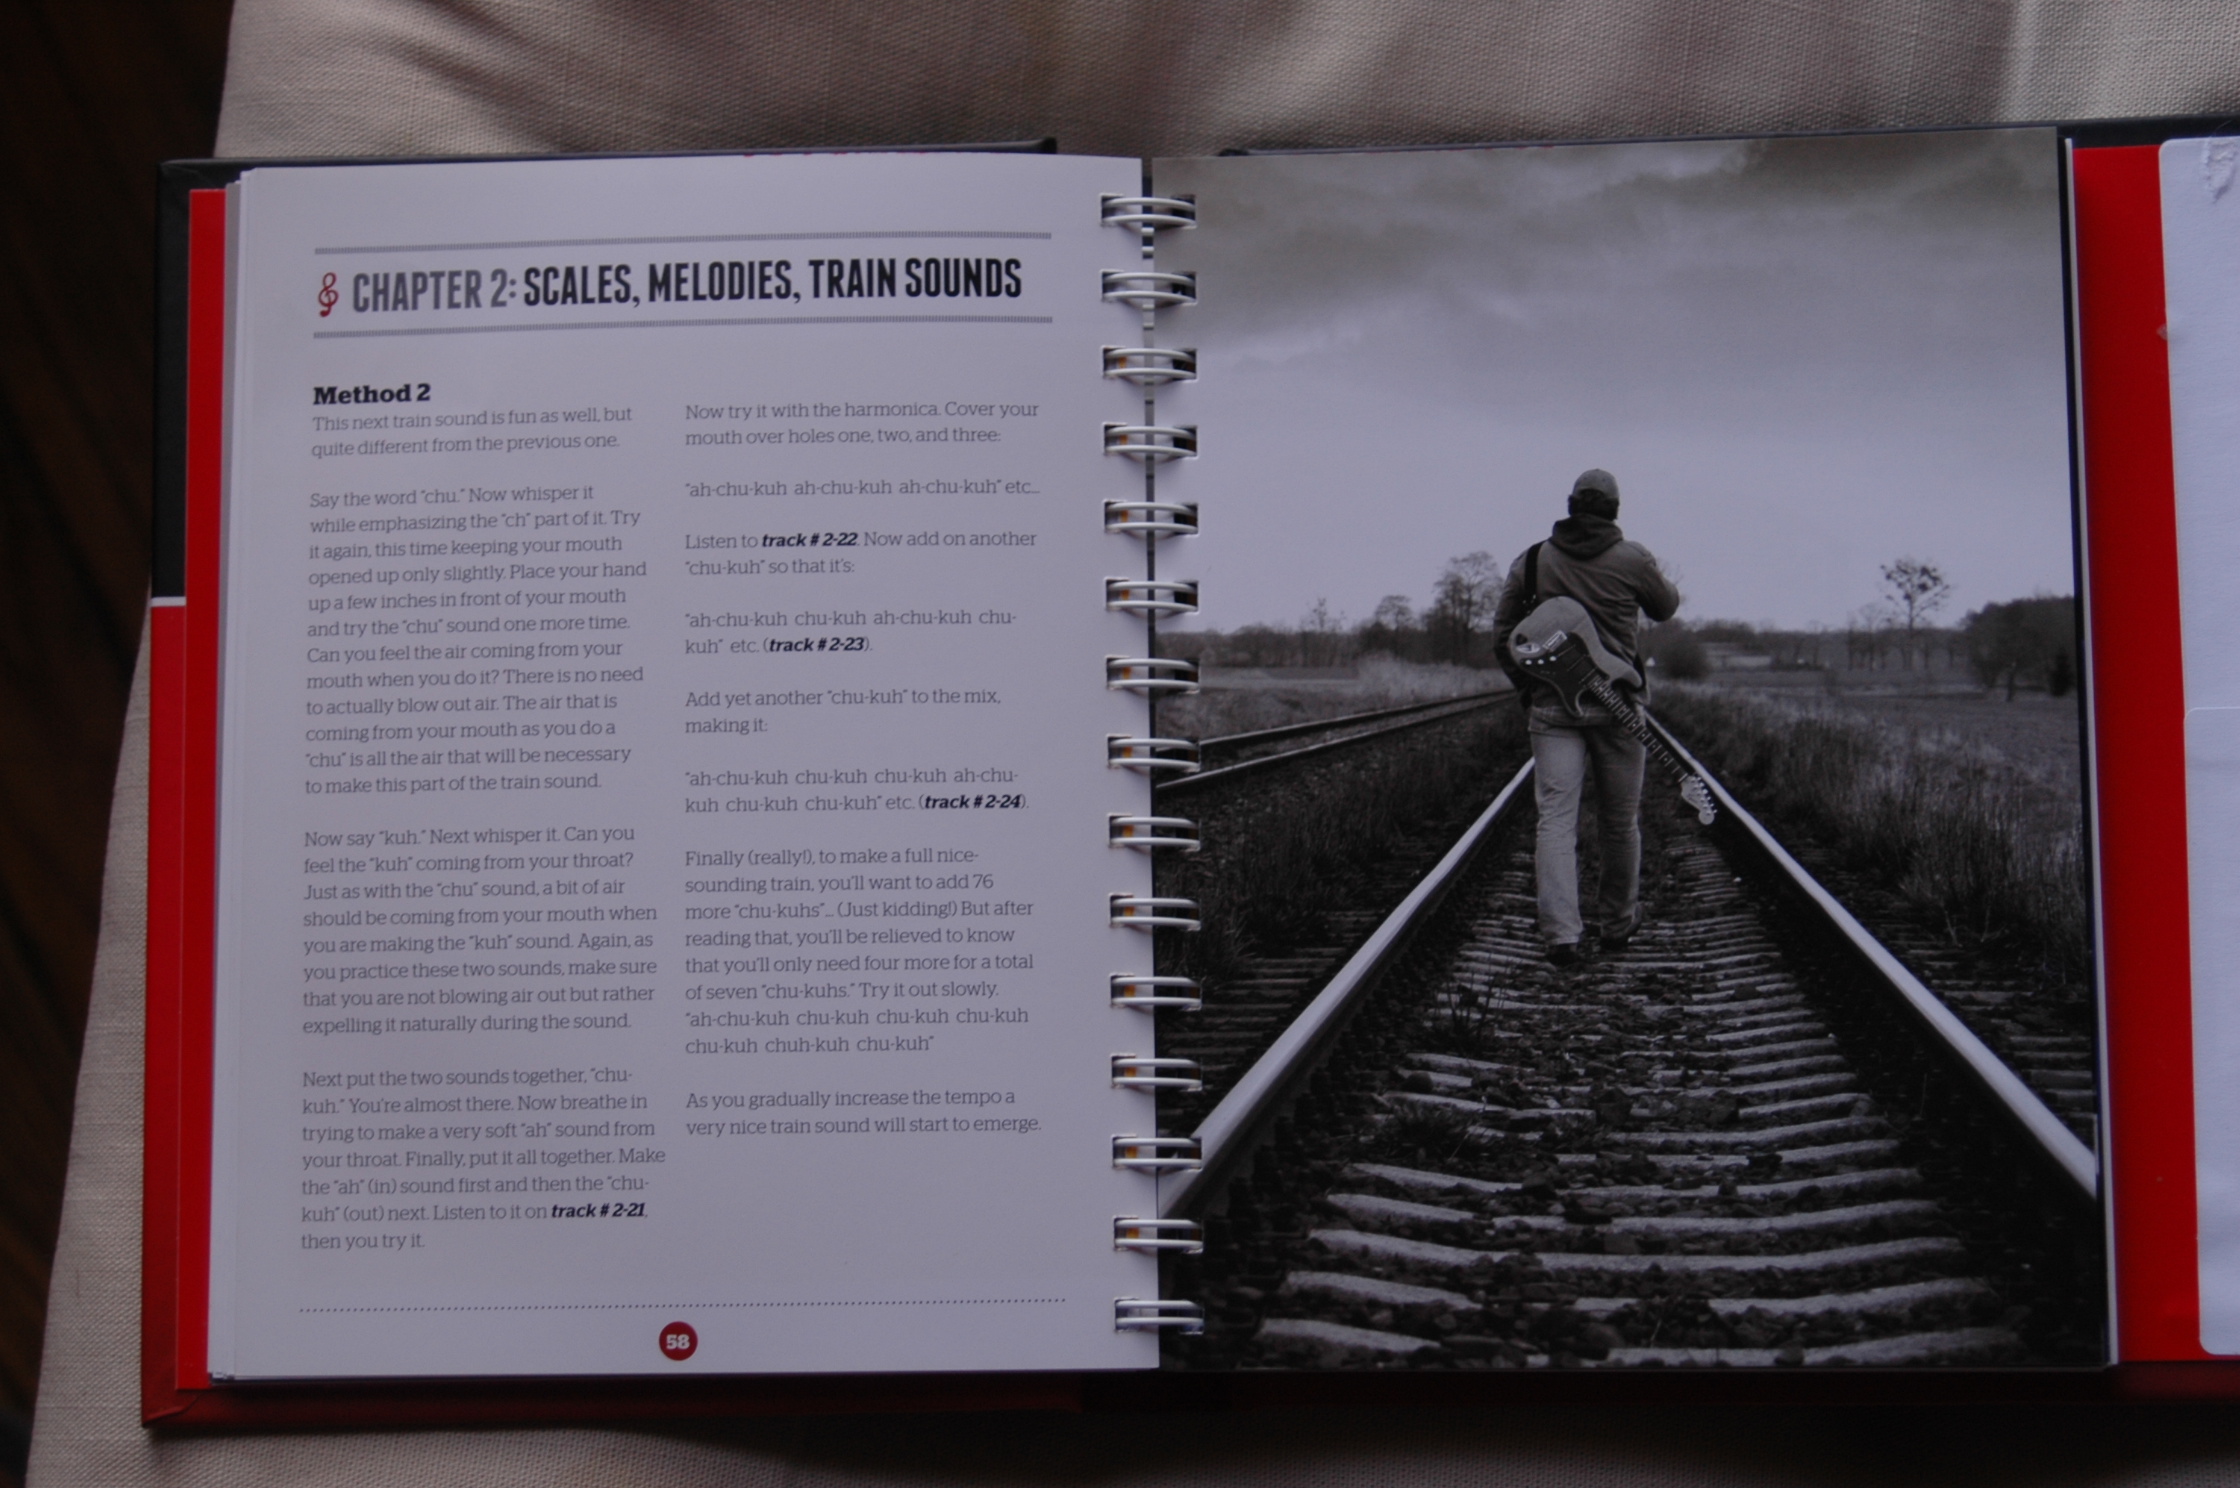 CHAPTER 2: SCALES, MELODIES, TRAIN SOUNDS
Method 2
This next train sound is fun as well, but
quite different from the previous one.
Say the word "chu." Now whisper it
while emphasizing the "ch" part of it. Try
it again, this time keeping your mouth
opened up only slightly. Place your hand
up a few inches in front of your mouth
and try the "chu" sound one more time.
Can you feel the air coming from your
mouth when you do it? There is no need
to actually blow out air. The air that is
coming from your mouth as you do a
"chu" is all the air that will be necessary
to make this part of the train sound.
Now say "kuh." Next whisper it. Can you
feel the "kuh" coming from your throat?
Just as with the "chu" sound, a bit of air
should be coming from your mouth when
you are making the "kuh" sound. Again, as
you practice these two sounds, make sure
that you are not blowing air out but rather
expelling it naturally during the sound.
Next put the two sounds together, "chu-
kuh." You're almost there. Now breathe in
trying to make a very soft "ah" sound from
your throat. Finally, put it all together. Make
the "ah" (in) sound first and then the "chu-
kuh" (out) next. Listen to it on track # 2-21,
then you try it.
Now try it with the harmonica. Cover your
mouth over holes one, two, and three:
"ah-chu-kuh ah-chu-kuh ah-chu-kuh" etc...
Listen to track # 2-22. Now add on another
"chu-kuh" so that it's:
"ah-chu-kuh chu-kuh ah-chu-kuh chu-
kuh" etc. (track # 2-23).
Add yet another "chu-kuh" to the mix,
making it:
"ah-chu-kuh chu-kuh chu-kuh ah-chu-
kuh chu-kuh chu-kuh" etc. (track # 2-24).
Finally (really!), to make a full nice-
sounding train, you'll want to add 76
more "chu-kuhs"... (Just kidding!) But after
reading that, you'll be relieved to know
that you'll only need four more for a total
of seven "chu-kuhs." Try it out slowly.
"ah-chu-kuh chu-kuh chu-kuh chu-kuh
chu-kuh chuh-kuh chu-kuh"
As you gradually increase the tempo a
very nice train sound will start to emerge.
58